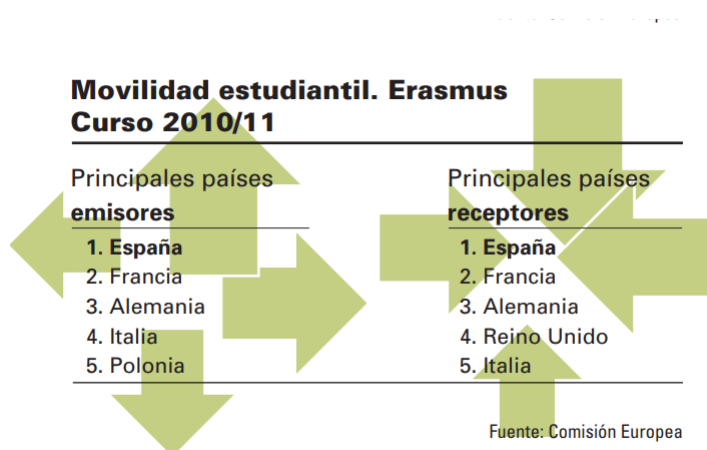 Movilidad estudiantil. Erasmus
Curso 2010/11
Principales países
emisores
1. España
2. Francia
3. Alemania
4. Italia
5. Polonia
Principales países
receptores
1. España
2. Francia
3. Alemania
4. Reino Unido
5. Italia
Fuente: Comisión Europea